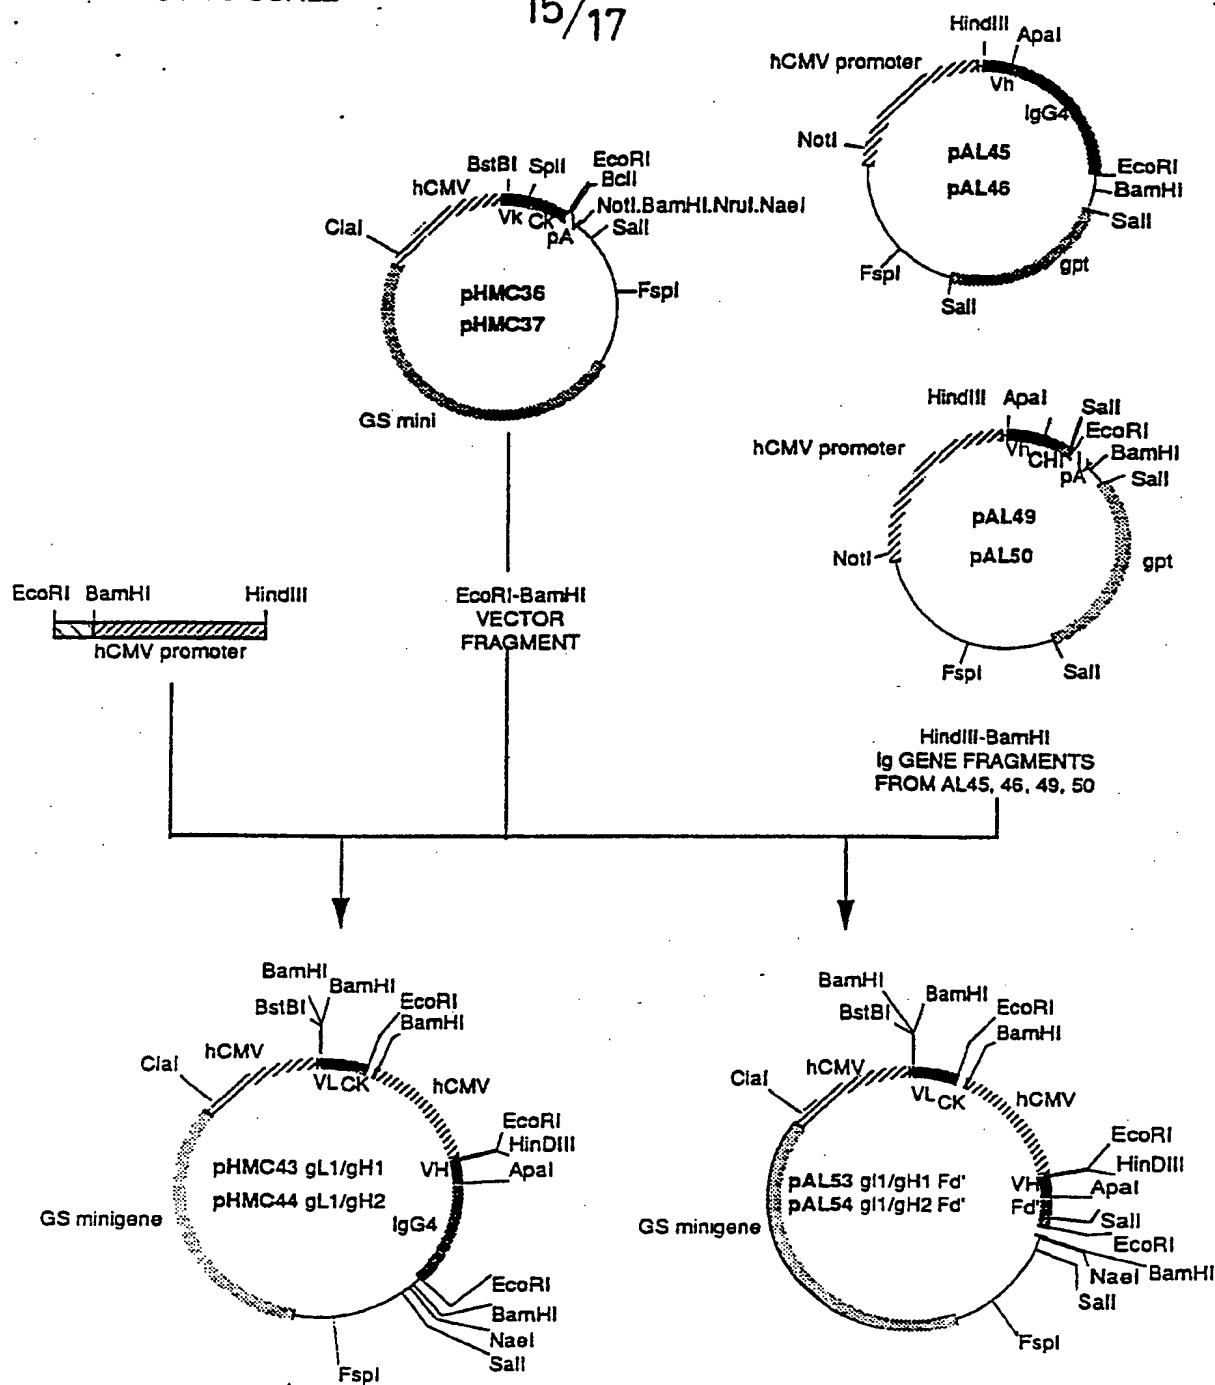 15/17
HindIII
ApaI
hCMV promoter
Vh
IgG4
NotI
pAL45
pAL46
EcoRI
BamHI
SalI
gpt
FspI
SalI
BstBI
SplI
EcoRI
BclI
hCMV
NotI.BamHI.NruI.NaeI
Vk
Ck
pA
SalI
ClaI
pHMC36
pHMC37
FspI
GS mini
HindIII
ApaI
SalI
EcoRI
hCMV promoter
Vh
CHI
BamHI
pA
SalI
pAL49
pAL50
NotI
gpt
FspI
SalI
EcoRI
BamHI
HindIII
hCMV promoter
EcoRI-BamHI
VECTOR
FRAGMENT
HindIII-BamHI
Ig GENE FRAGMENTS
FROM AL45, 46, 49, 50
BamHI
BamHI
BstBI
EcoRI
BamHI
ClaI
hCMV
VL
CK
hCMV
EcoRI
HinDIII
VH
ApaI
pHMC43 gL1/gH1
pHMC44 gL1/gH2
IgG4
GS minigene
EcoRI
BamHI
NaeI
SalI
FspI
BamHI
BamHI
BstBI
EcoRI
BamHI
ClaI
hCMV
VL
CK
hCMV
EcoRI
HinDIII
VH
ApaI
pAL53 gl1/gH1 Fd'
pAL54 gl1/gH2 Fd'
Fd'
SalI
GS minigene
EcoRI
BamHI
NaeI
SalI
FspI